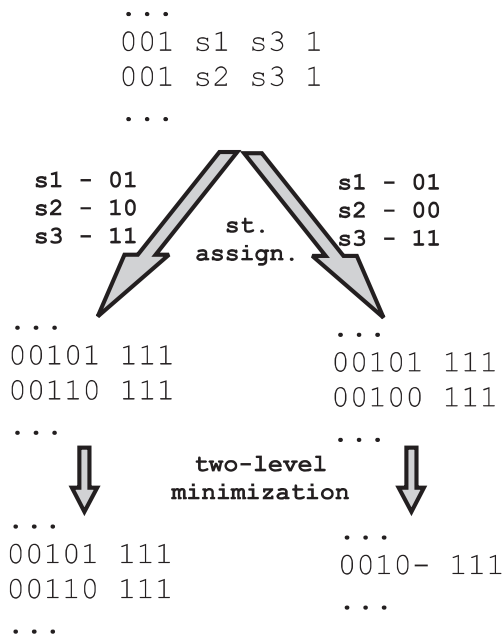 ...
001 s1 s3 1
001 s2 s3 1
...
s1 - 01
s2 - 10
s3 - 11
st.
assign.
s1 - 01
s2 - 00
s3 - 11
...
00101 111
00110 111
...
...
00101 111
00100 111
...
two-level
minimization
...
00101 111
00110 111
...
...
0010- 111
...